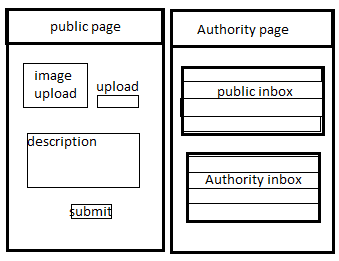 public page
image
upload
upload
description
submit
Authority page
public inbox
Authority inbox